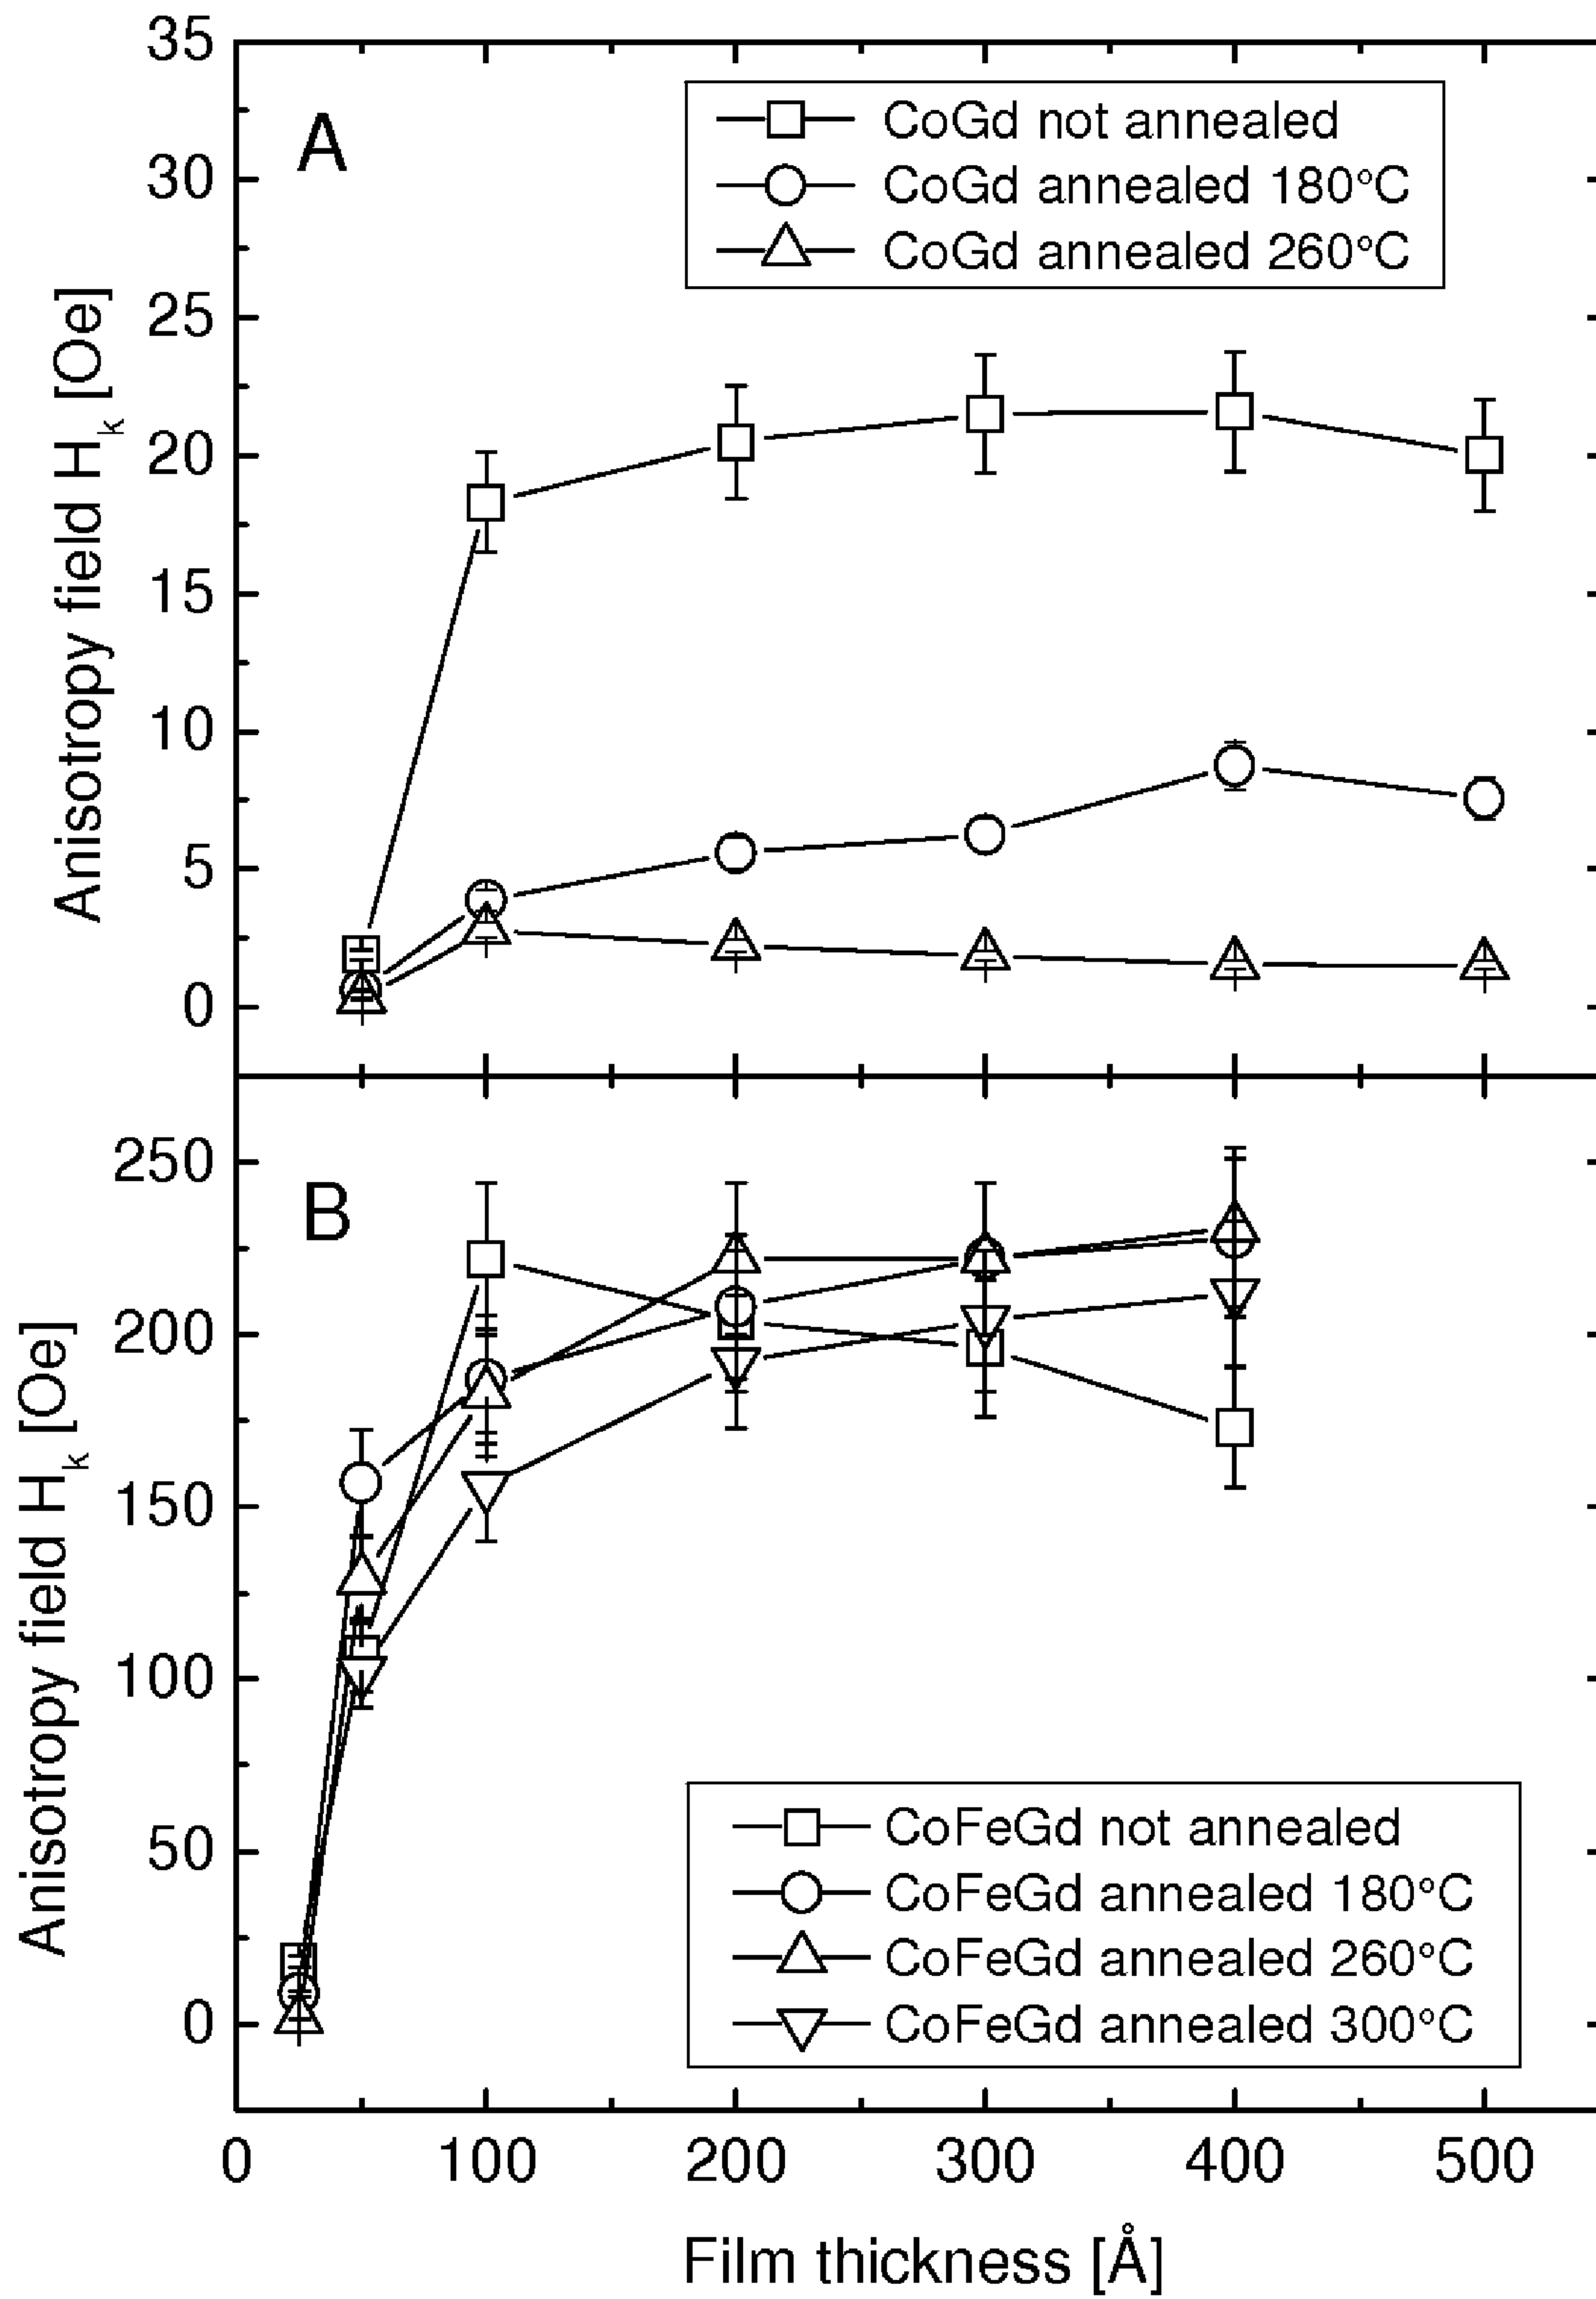 35
30
25
20
15
10
5
0
Anisotropy field Hk [Oe]
A
CoGd not annealed
CoGd annealed 180°C
CoGd annealed 260°C
250
200
150
100
50
0
Anisotropy field Hk [Oe]
B
CoFeGd not annealed
CoFeGd annealed 180°C
CoFeGd annealed 260°C
CoFeGd annealed 300°C
0 100 200 300 400 500
Film thickness [Å]